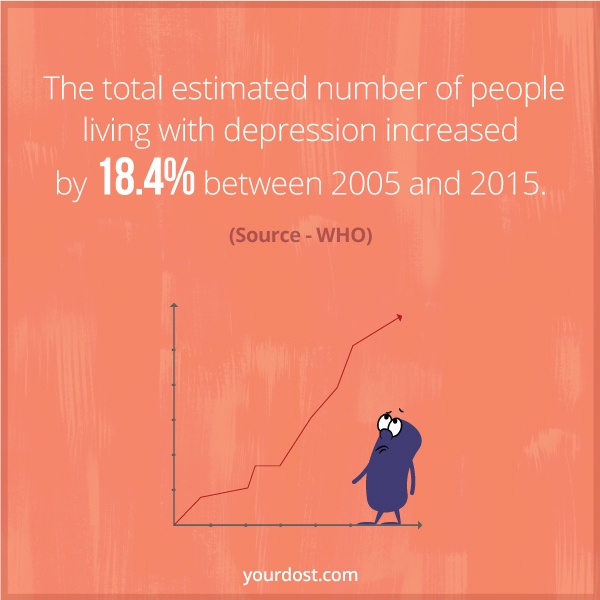 The total estimated number of people
living with depression increased
by 18.4% between 2005 and 2015.
(Source - WHO)
yourdost.com